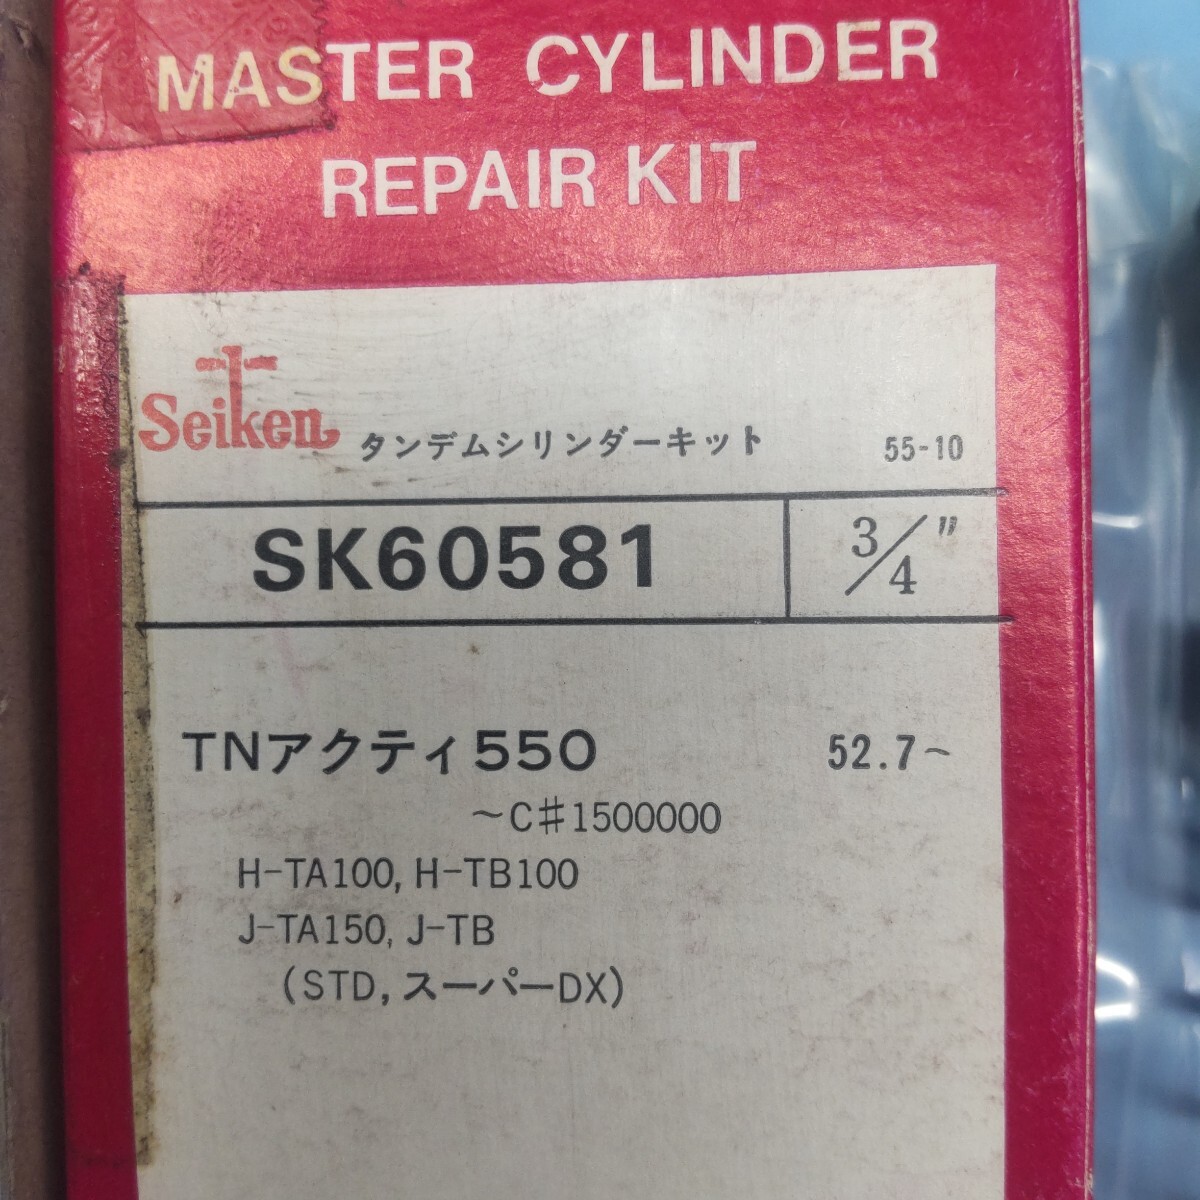 MASTER CYLINDER
REPAIR KIT
Seiken タンデムシリンダーキット 55-10
SK60581 3/4"
TNアクティ550 52.7~
~C#1500000
H-TA100, H-TB100
J-TA150, J-TB
(STD, スーパーDX)